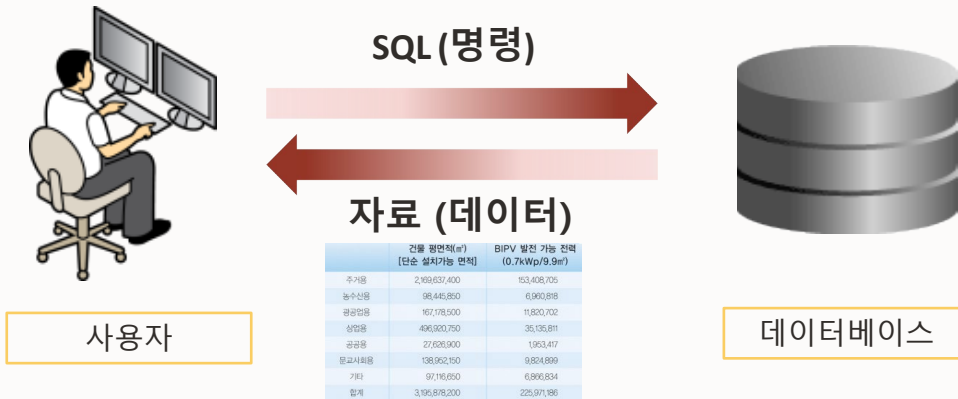 SQL (명령)
자료 (데이터)
건물 평면적(㎡) BIPV 발전 가능 전력
[단순 설치가능 면적] (0.7kWp/9.9㎡)
주거용 2,169,637,400 153,408,705
농수산용 98,445,850 6,960,818
광공업용 167,178,500 11,820,702
상업용 496,920,750 35,135,811
공공용 27,626,900 1,953,417
문교사회용 138,952,150 9,824,899
기타 97,116,650 6,866,834
합계 3,195,878,200 225,971,186
사용자
데이터베이스